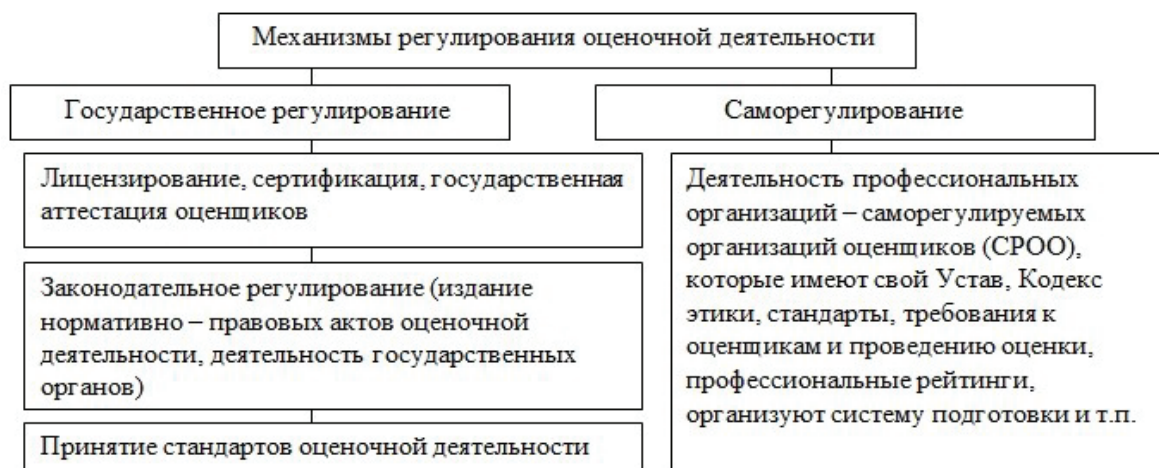 Механизмы регулирования оценочной деятельности
Государственное регулирование
Саморегулирование
Лицензирование, сертификация, государственная
аттестация оценщиков
Законодательное регулирование (издание
нормативно – правовых актов оценочной
деятельности, деятельность государственных
органов)
Принятие стандартов оценочной деятельности
Деятельность профессиональных
организаций – саморегулируемых
организаций оценщиков (СРОО),
которые имеют свой Устав, Кодекс
этики, стандарты, требования к
оценщикам и проведению оценки,
профессиональные рейтинги,
организуют систему подготовки и т.п.